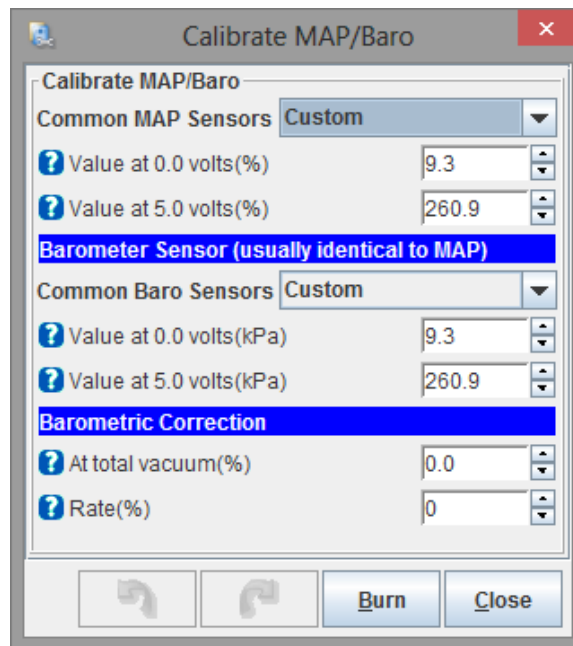 Calibrate MAP/Baro
Calibrate MAP/Baro
Common MAP Sensors Custom
Value at 0.0 volts(%) 9.3
Value at 5.0 volts(%) 260.9
Barometer Sensor (usually identical to MAP)
Common Baro Sensors Custom
Value at 0.0 volts(kPa) 9.3
Value at 5.0 volts(kPa) 260.9
Barometric Correction
At total vacuum(%) 0.0
Rate(%) 0
Burn Close